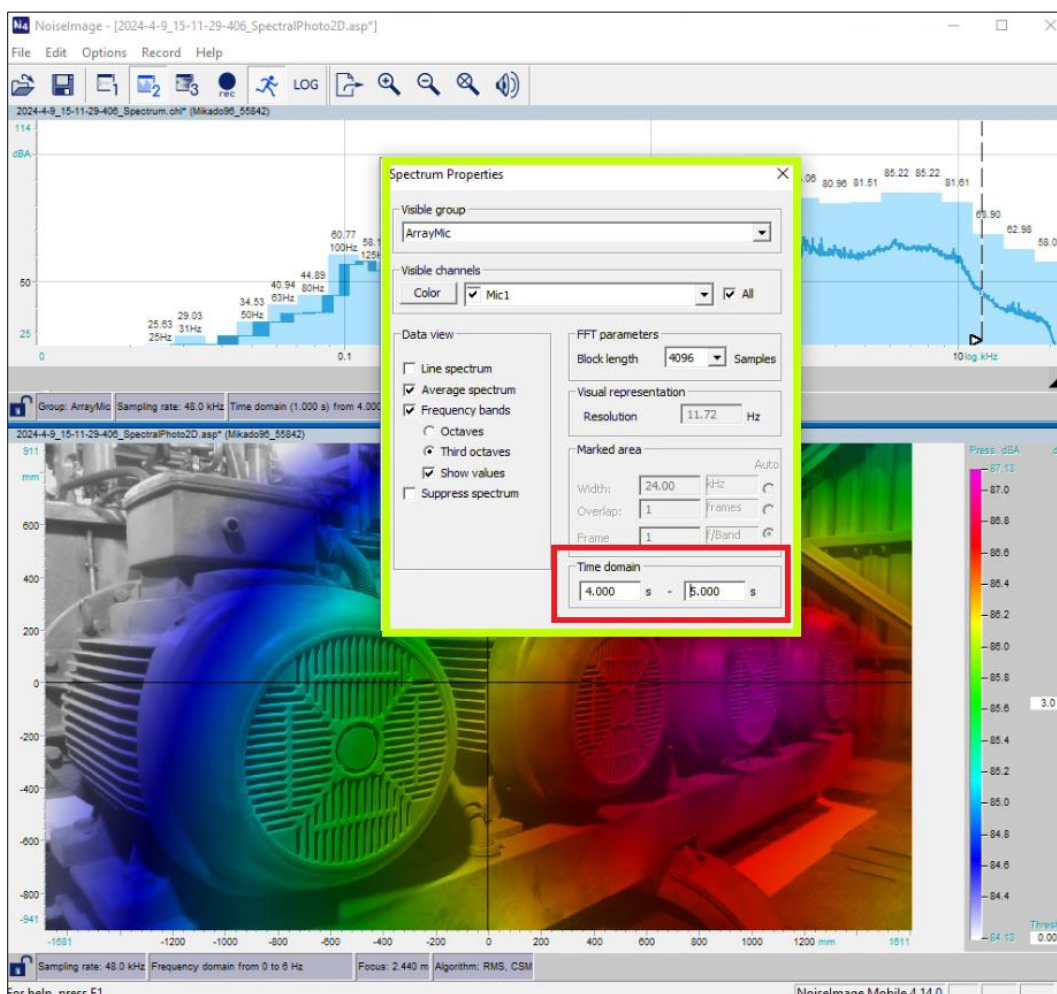 NoiseImage - [2024-4-9_15-11-29-406_SpectralPhoto2D.asp*]
File Edit Options Record Help
1 2 3 rec LOG
2024-4-9_15-11-29-406_Spectrum.chl* (Mikado96_55842)
114
dBA
50
25
0 0.1 10 log. kHz
25.63
25Hz
29.03
31Hz
34.53
50Hz
40.94
63Hz
44.89
80Hz
60.77
100Hz
80.96 81.51 85.22 85.22 81.61
62.98
Spectrum Properties
Visible group
ArrayMic
Visible channels
Color Mic1 All
Data view
Line spectrum
Average spectrum
Frequency bands
Octaves
Third octaves
Show values
Suppress spectrum
FFT parameters
Block length 4096 Samples
Visual representation
Resolution 11.72 Hz
Marked area
Auto
Width: 24.00 kHz
Overlap: 1 frames
Frame 1 f/Band
Time domain
4.000 s - 5.000 s
Group: ArrayMic Sampling rate: 48.0 kHz Time domain (1.000 s) from 4.000
2024-4-9_15-11-29-406_SpectralPhoto2D.asp* (Mikado96_55842)
911
mm
600
400
200
0
-200
-400
-600
-800
-941
-1681 -1200 -1000 -800 -600 -400 -200 0 200 400 600 800 1000 1200 mm 1611
Press. dBA
87.13
87.0
86.8
86.6
86.4
86.2
86.0
85.8
85.6
85.4
85.2
85.0
84.8
84.6
84.4
84.13
3.0
0.00
Sampling rate: 48.0 kHz Frequency domain from 0 to 6 Hz Focus: 2.440 m Algorithm: RMS, CSM
For help, press F1
NoiseImage Mobile 4.14.0